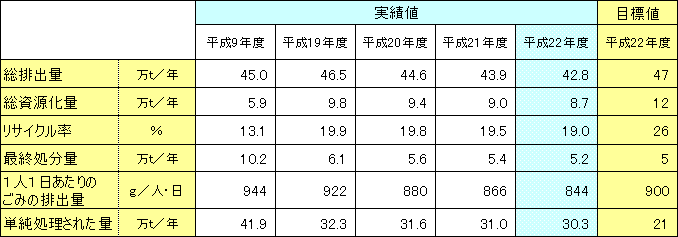 実績値 目標値
平成9年度 平成19年度 平成20年度 平成21年度 平成22年度 平成22年度
総排出量 万t／年 45.0 46.5 44.6 43.9 42.8 47
総資源化量 万t／年 5.9 9.8 9.4 9.0 8.7 12
リサイクル率 % 13.1 19.9 19.8 19.5 19.0 26
最終処分量 万t／年 10.2 6.1 5.6 5.4 5.2 5
１人１日あたりの
ごみの排出量 g／人・日 944 922 880 866 844 900
単純処理された量 万t／年 41.9 32.3 31.6 31.0 30.3 21